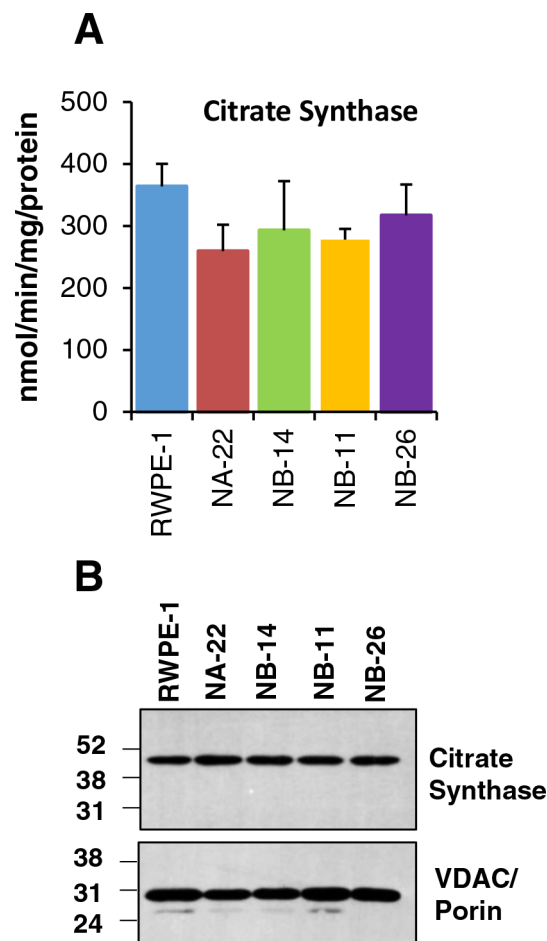 A
Citrate Synthase
nmol/min/mg/protein
500
400
300
200
100
0
RWPE-1
NA-22
NB-14
NB-11
NB-26
B
RWPE-1
NA-22
NB-14
NB-11
NB-26
52
38
31
Citrate
Synthase
38
31
24
VDAC/
Porin